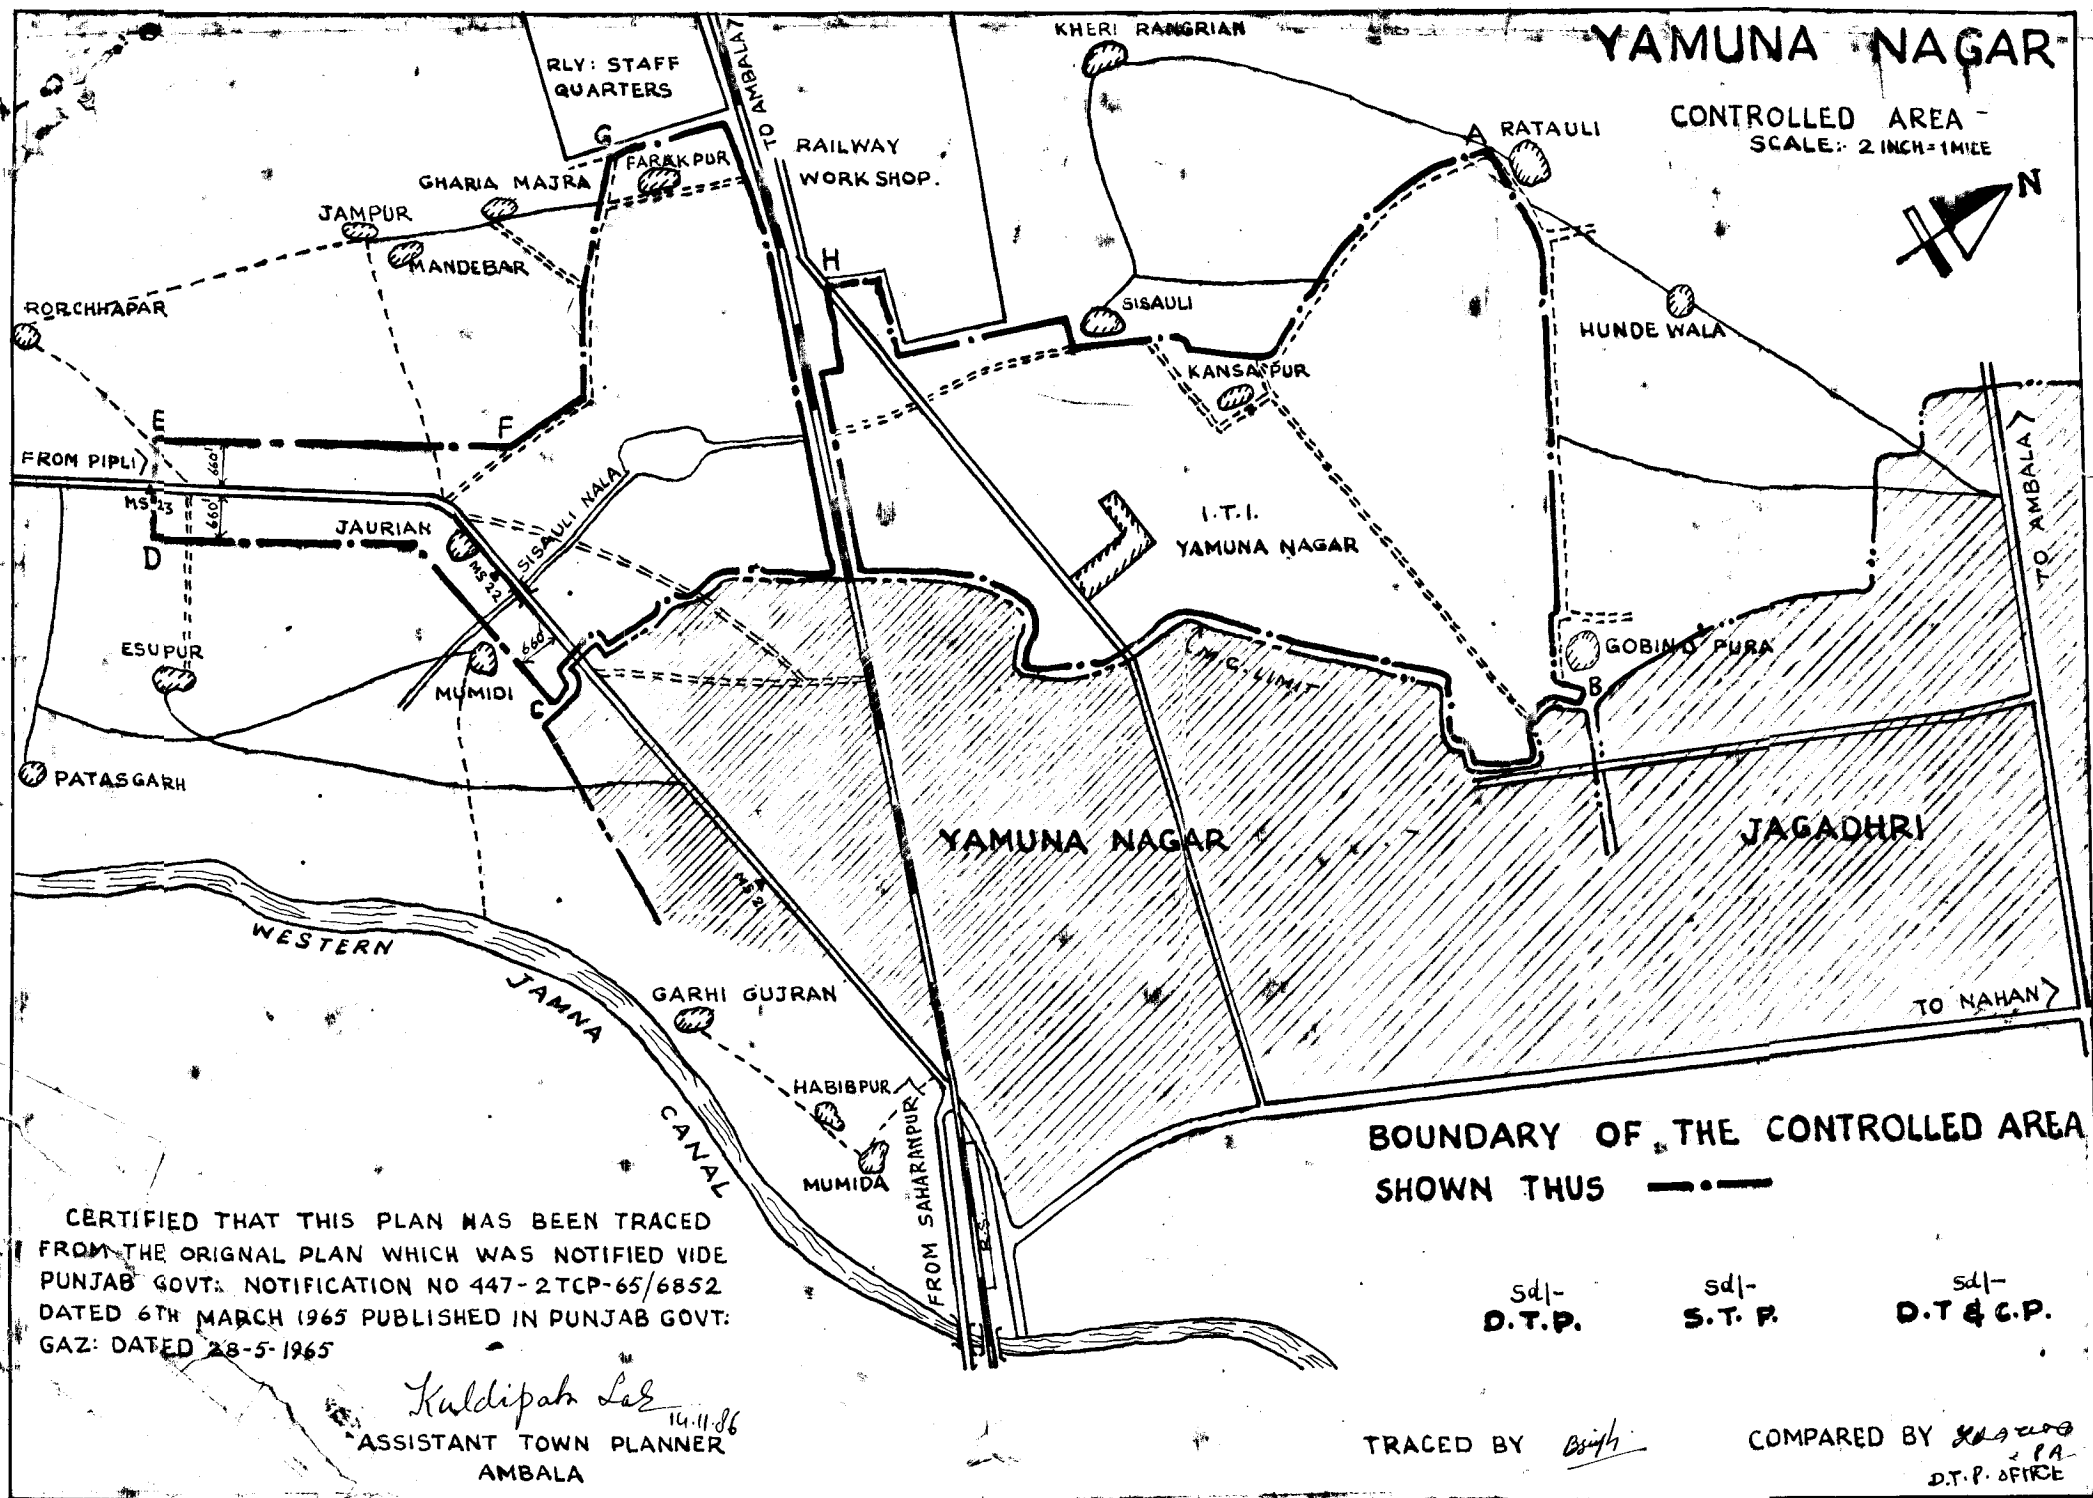 YAMUNA NAGAR
CONTROLLED AREA -
SCALE:- 2 INCH=1MILE
N
KHERI RANGRIAN
RLY: STAFF
QUARTERS
TO AMBALA
RAILWAY
WORK SHOP.
A
RATAULI
G
FARAKPUR
GHARIA MAJRA
JAMPUR
MANDEBAR
H
RORCHHAPAR
SISAULI
HUNDE WALA
KANSAPUR
E
F
FROM PIPLI
660'
660'
MS 23
D
JAURIAN
MS 22
SISAULI NALA
I.T.I.
YAMUNA NAGAR
TO AMBALA
ESUPUR
MUMIDI
660'
C
M.C. LIMIT
GOBIND PURA
B
PATASGARH
YAMUNA NAGAR
JAGADHRI
MS 21
WESTERN
JAMNA
CANAL
GARHI GUJRAN
TO NAHAN
HABIBPUR
MUMIDA
FROM SAHARANPUR
R.S.
BOUNDARY OF THE CONTROLLED AREA
SHOWN THUS
CERTIFIED THAT THIS PLAN HAS BEEN TRACED
FROM THE ORIGNAL PLAN WHICH WAS NOTIFIED VIDE
PUNJAB GOVT: NOTIFICATION NO 447-2TCP-65/6852
DATED 6TH MARCH 1965 PUBLISHED IN PUNJAB GOVT:
GAZ: DATED 28-5-1965
14.11.86
ASSISTANT TOWN PLANNER
AMBALA
Sd/-
D.T.P.
Sd/-
S.T.P.
Sd/-
D.T & C.P.
TRACED BY
COMPARED BY
PA
D.T.P. OFFICE